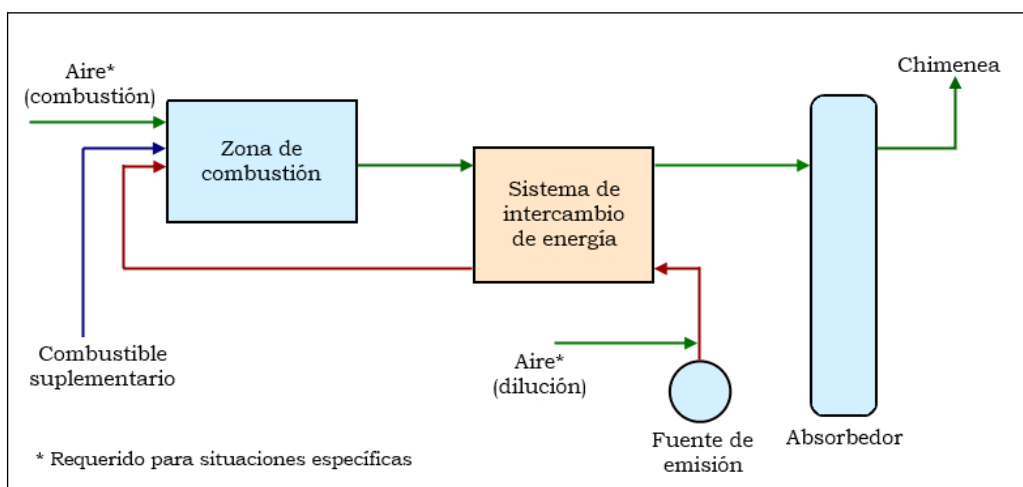 Aire*
(combustión)
Chimenea
Zona de
combustión
Sistema de
intercambio
de energía
Combustible
suplementario
Aire*
(dilución)
Fuente de
emisión
Absorbedor
* Requerido para situaciones específicas